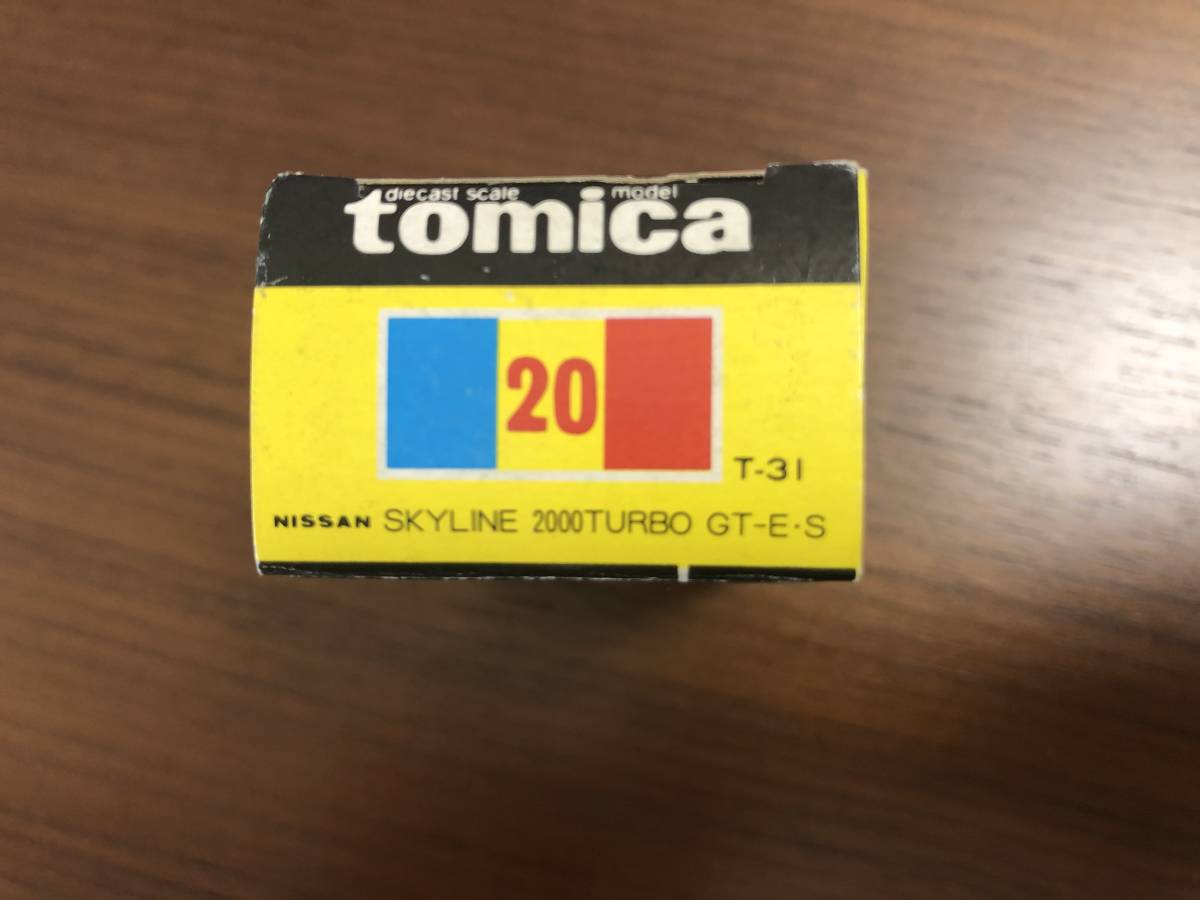 diecast scale model
tomica
20
T-31
NISSAN SKYLINE 2000TURBO GT-E·S